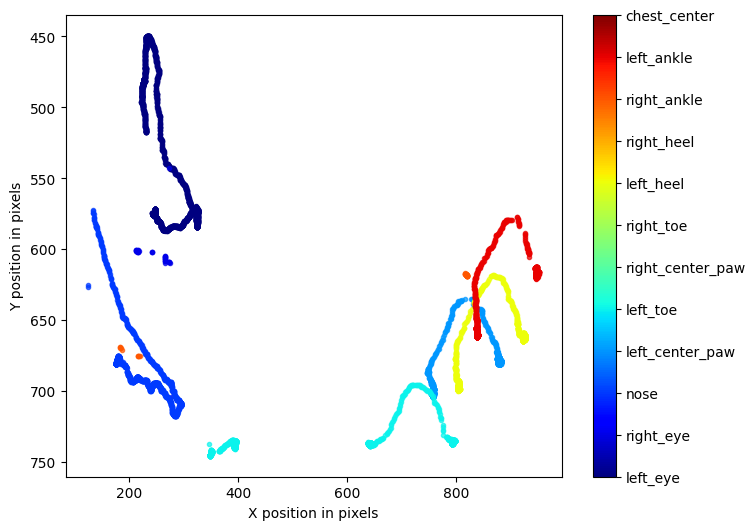 450
500
550
600
650
700
750
Y position in pixels
200
400
600
800
X position in pixels
chest_center
left_ankle
right_ankle
right_heel
left_heel
right_toe
right_center_paw
left_toe
left_center_paw
nose
right_eye
left_eye